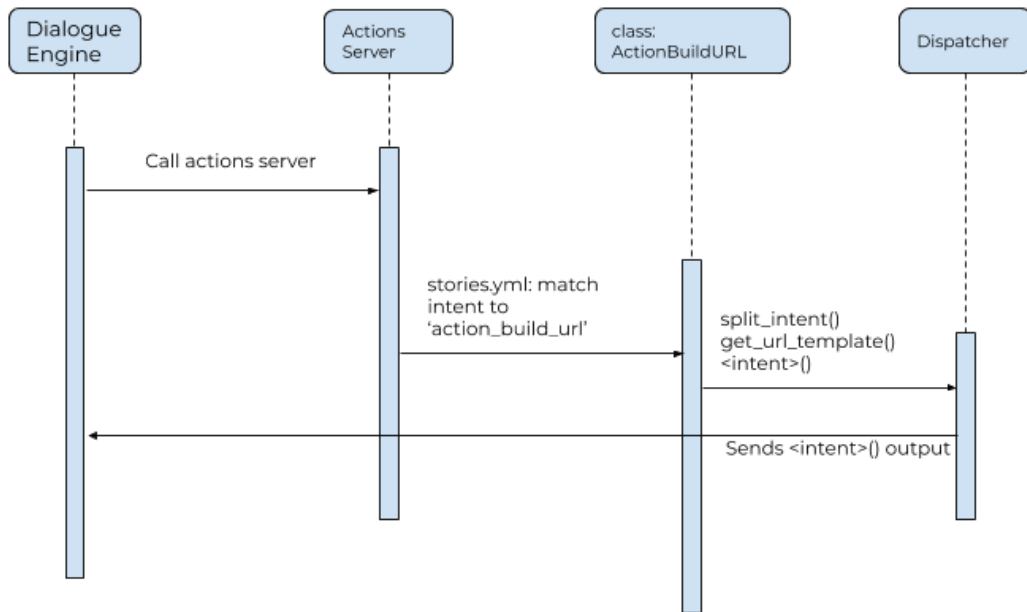 Dialogue
Engine
Actions
Server
class:
ActionBuildURL
Dispatcher
Call actions server
stories.yml: match
intent to
‘action_build_url’
split_intent()
get_url_template()
<intent>()
Sends <intent>() output